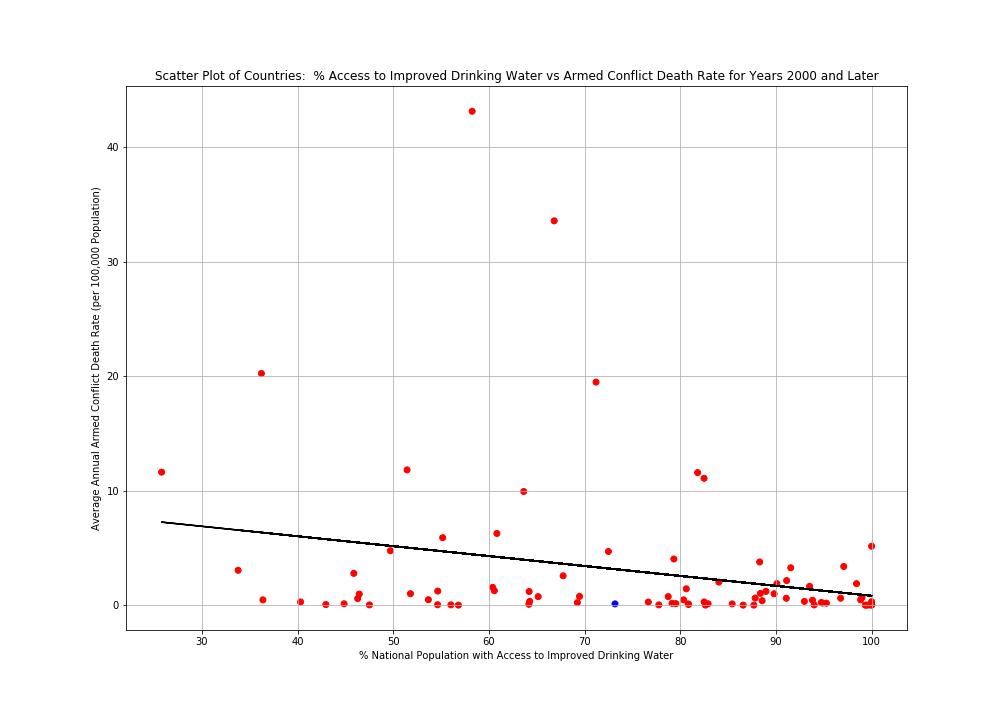 Scatter Plot of Countries:  % Access to Improved Drinking Water vs Armed Conflict Death Rate for Years 2000 and Later
Average Annual Armed Conflict Death Rate (per 100,000 Population)
40
30
20
10
0
30 40 50 60 70 80 90 100
% National Population with Access to Improved Drinking Water